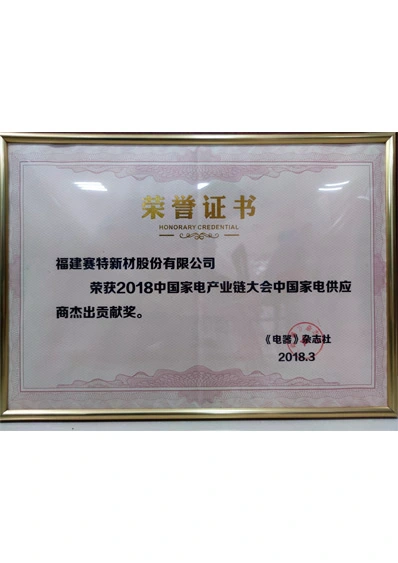 荣誉证书
HONORARY CREDENTIAL
福建赛特新材股份有限公司
荣获2018中国家电产业链大会中国家电供应
商杰出贡献奖。
《电器》杂志社
2018.3